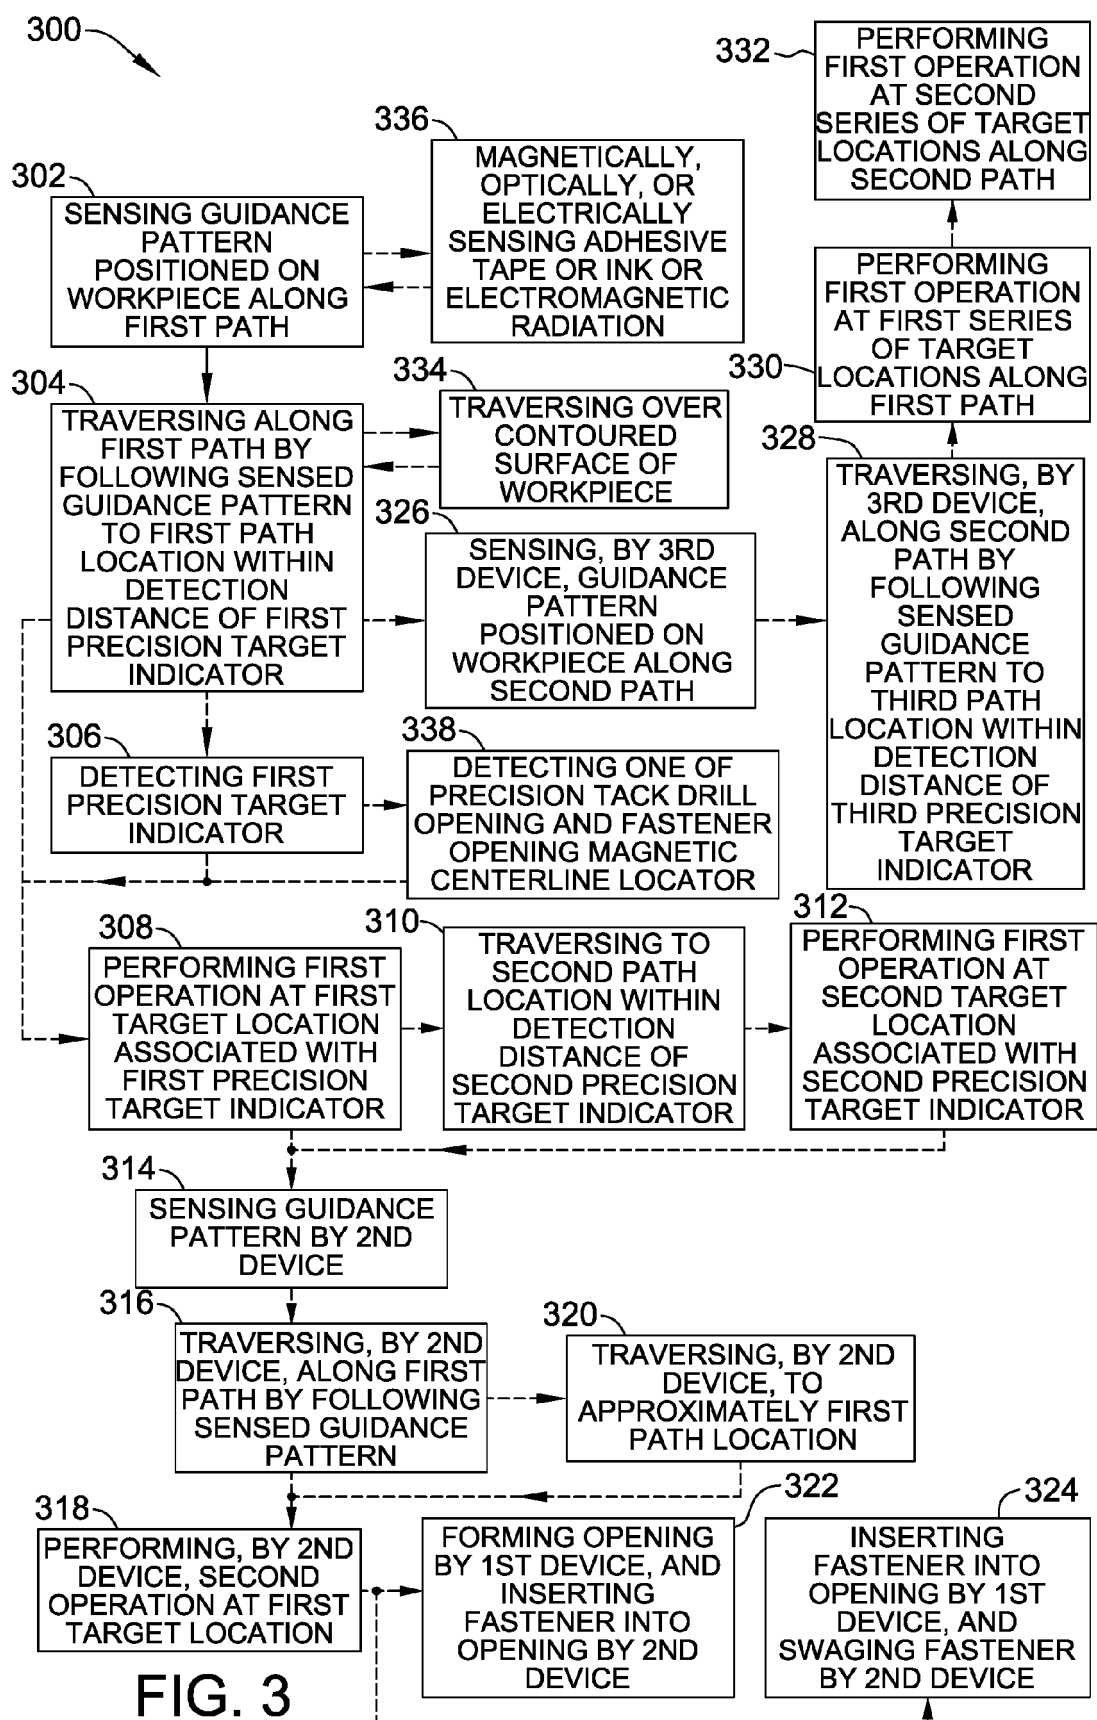 300
332
PERFORMING
FIRST OPERATION
AT SECOND
SERIES OF TARGET
LOCATIONS ALONG
SECOND PATH
336
MAGNETICALLY,
OPTICALLY, OR
ELECTRICALLY
SENSING ADHESIVE
TAPE OR INK OR
ELECTROMAGNETIC
RADIATION
302
SENSING GUIDANCE
PATTERN
POSITIONED ON
WORKPIECE ALONG
FIRST PATH
330
PERFORMING
FIRST OPERATION
AT FIRST SERIES
OF TARGET
LOCATIONS ALONG
FIRST PATH
304
TRAVERSING ALONG
FIRST PATH BY
FOLLOWING SENSED
GUIDANCE PATTERN
TO FIRST PATH
LOCATION WITHIN
DETECTION
DISTANCE OF FIRST
PRECISION TARGET
INDICATOR
334
TRAVERSING OVER
CONTOURED
SURFACE OF
WORKPIECE
326
SENSING, BY 3RD
DEVICE, GUIDANCE
PATTERN
POSITIONED ON
WORKPIECE ALONG
SECOND PATH
328
TRAVERSING, BY
3RD DEVICE,
ALONG SECOND
PATH BY
FOLLOWING
SENSED
GUIDANCE
PATTERN TO
THIRD PATH
LOCATION WITHIN
DETECTION
DISTANCE OF
THIRD PRECISION
TARGET
INDICATOR
306
DETECTING FIRST
PRECISION TARGET
INDICATOR
338
DETECTING ONE OF
PRECISION TACK DRILL
OPENING AND FASTENER
OPENING MAGNETIC
CENTERLINE LOCATOR
308
PERFORMING FIRST
OPERATION AT FIRST
TARGET LOCATION
ASSOCIATED WITH
FIRST PRECISION
TARGET INDICATOR
310
TRAVERSING TO
SECOND PATH
LOCATION WITHIN
DETECTION
DISTANCE OF
SECOND PRECISION
TARGET INDICATOR
312
PERFORMING FIRST
OPERATION AT
SECOND TARGET
LOCATION
ASSOCIATED WITH
SECOND PRECISION
TARGET INDICATOR
314
SENSING GUIDANCE
PATTERN BY 2ND
DEVICE
316
TRAVERSING, BY 2ND
DEVICE, ALONG FIRST
PATH BY FOLLOWING
SENSED GUIDANCE
PATTERN
320
TRAVERSING, BY 2ND
DEVICE, TO
APPROXIMATELY FIRST
PATH LOCATION
318
PERFORMING, BY 2ND
DEVICE, SECOND
OPERATION AT FIRST
TARGET LOCATION
322
FORMING OPENING
BY 1ST DEVICE, AND
INSERTING
FASTENER INTO
OPENING BY 2ND
DEVICE
324
INSERTING
FASTENER INTO
OPENING BY 1ST
DEVICE, AND
SWAGING FASTENER
BY 2ND DEVICE
FIG. 3